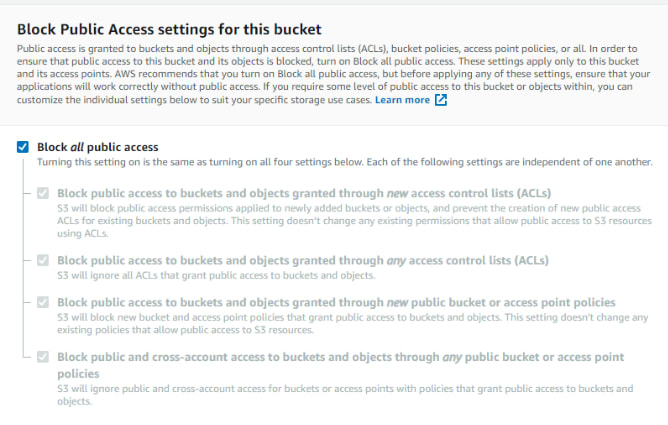 Block Public Access settings for this bucket
Public access is granted to buckets and objects through access control lists (ACLs), bucket policies, access point policies, or all. In order to
ensure that public access to this bucket and its objects is blocked, turn on Block all public access. These settings apply only to this bucket
and its access points. AWS recommends that you turn on Block all public access, but before applying any of these settings, ensure that your
applications will work correctly without public access. If you require some level of public access to this bucket or objects within, you can
customize the individual settings below to suit your specific storage use cases. Learn more
Block all public access
Turning this setting on is the same as turning on all four settings below. Each of the following settings are independent of one another.
Block public access to buckets and objects granted through new access control lists (ACLs)
S3 will block public access permissions applied to newly added buckets or objects, and prevent the creation of new public access
ACLs for existing buckets and objects. This setting doesn't change any existing permissions that allow public access to S3 resources
using ACLs.
Block public access to buckets and objects granted through any access control lists (ACLs)
S3 will ignore all ACLs that grant public access to buckets and objects.
Block public access to buckets and objects granted through new public bucket or access point policies
S3 will block new bucket and access point policies that grant public access to buckets and objects. This setting doesn't change any
existing policies that allow public access to S3 resources.
Block public and cross-account access to buckets and objects through any public bucket or access point
policies
S3 will ignore public and cross-account access for buckets or access points with policies that grant public access to buckets and
objects.